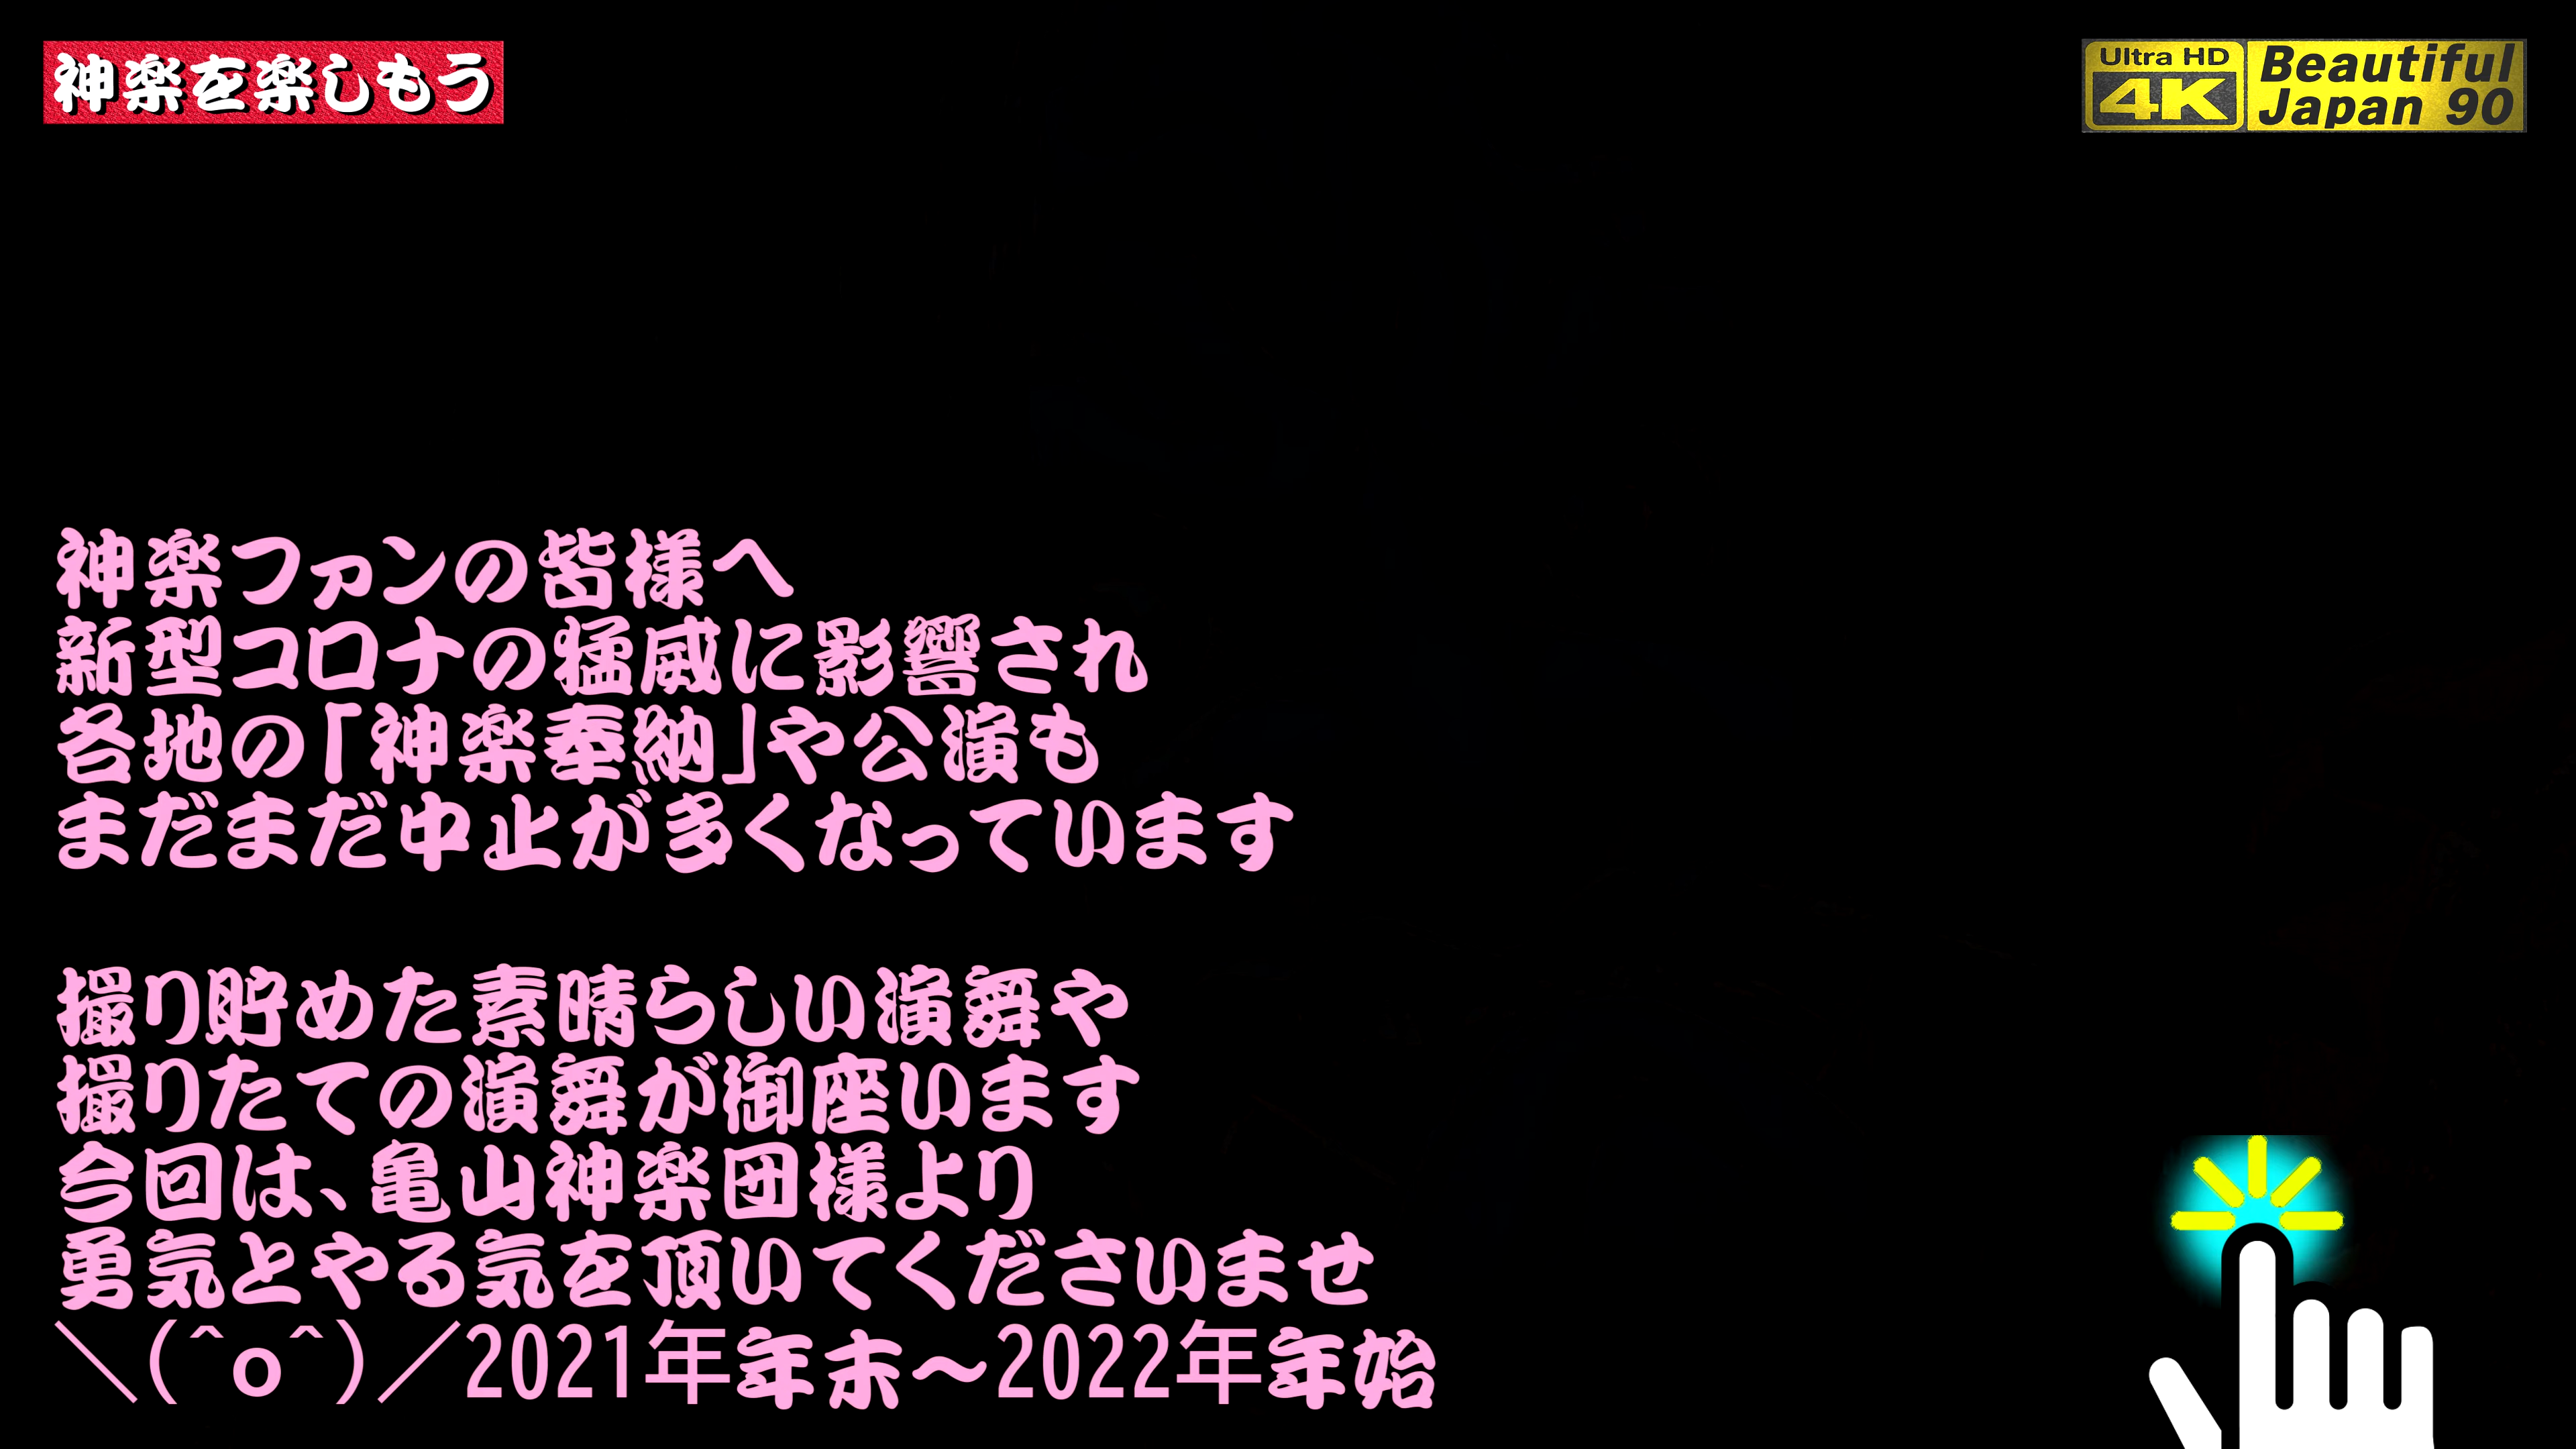 神楽を楽しもう
Ultra HD
4K
Beautiful
Japan 90
神楽ファンの皆様へ
新型コロナの猛威に影響され
各地の「神楽奉納」や公演も
まだまだ中止が多くなっています
撮り貯めた素晴らしい演舞や
撮りたての演舞が御座います
今回は、亀山神楽団様より
勇気とやる気を頂いてくださいませ
＼(^o^)／2021年年末～2022年年始